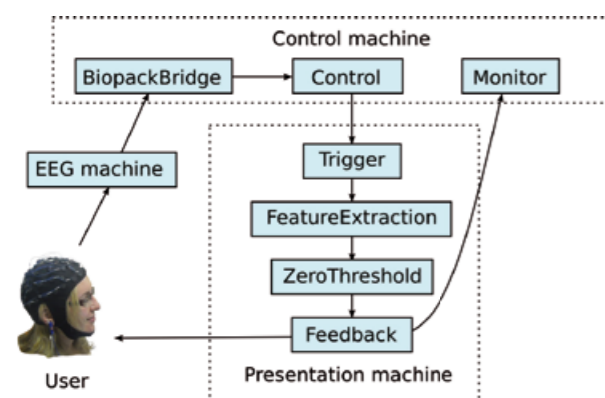 Control machine
BiopackBridge
Control
Monitor
Trigger
EEG machine
FeatureExtraction
ZeroThreshold
Feedback
User
Presentation machine